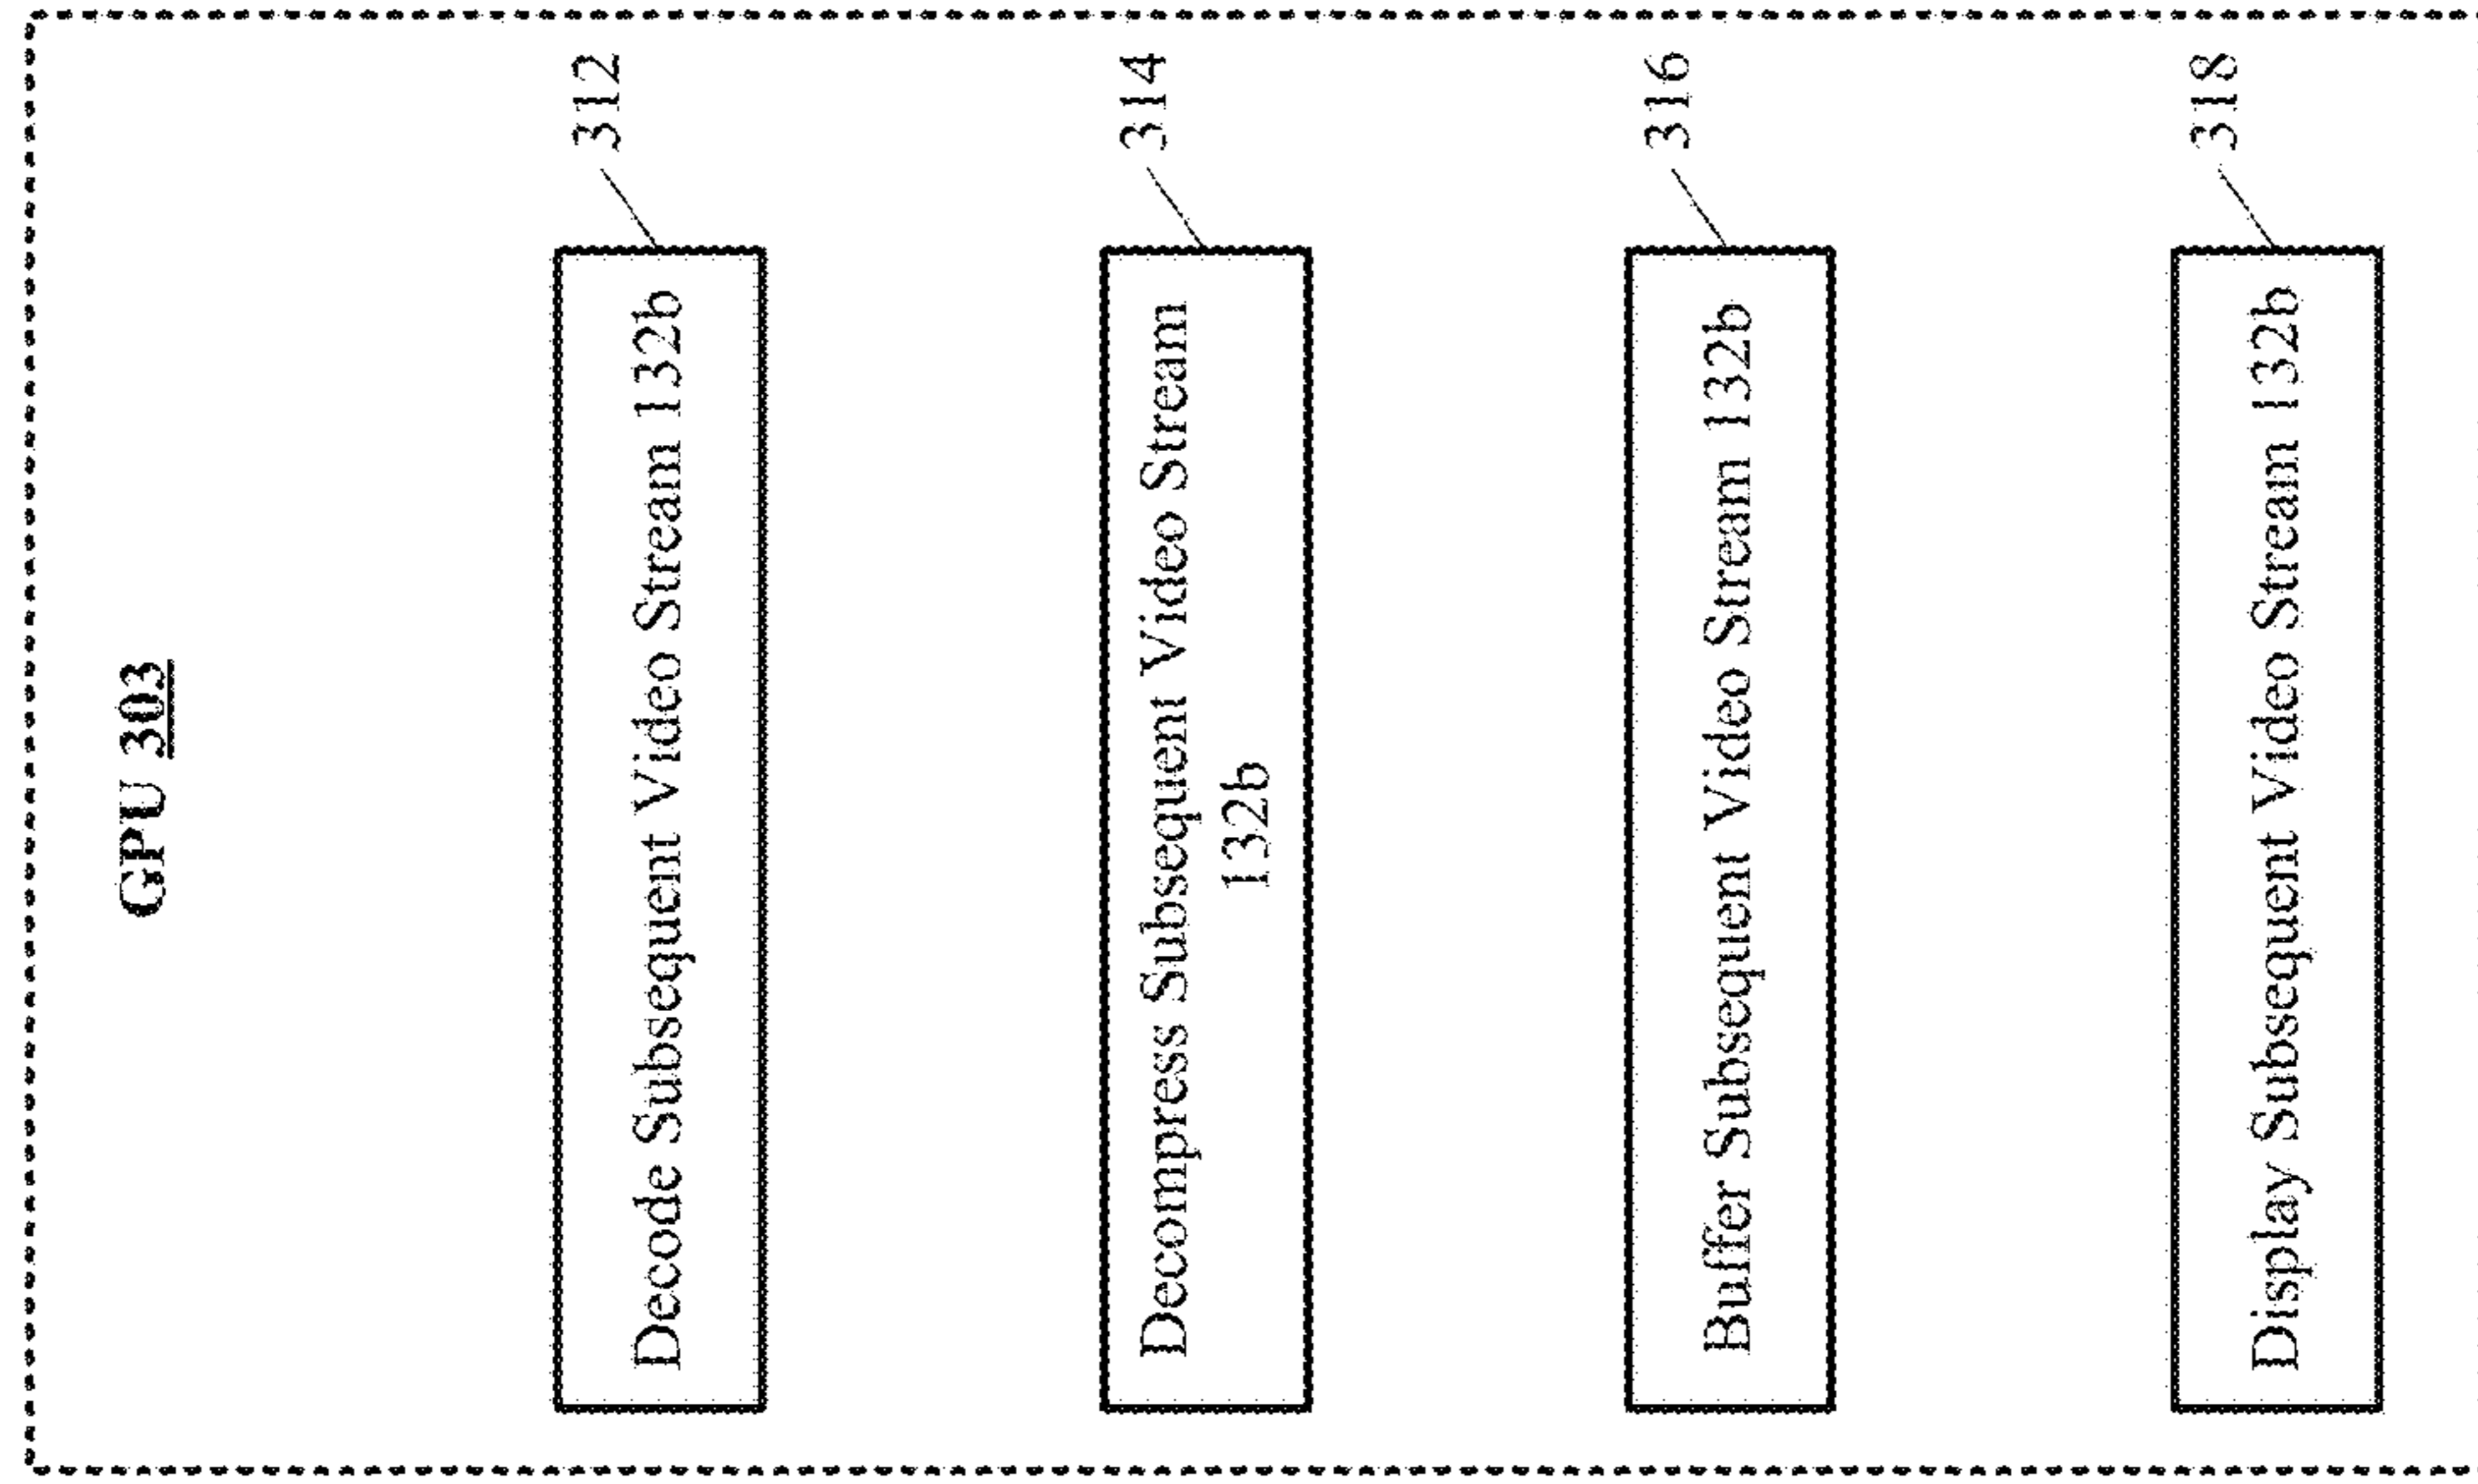 GPU 303
312
Decode Subsequent Video Stream 132b
314
Decompress Subsequent Video Stream
132b
316
Buffer Subsequent Video Stream 132b
318
Display Subsequent Video Stream 132b